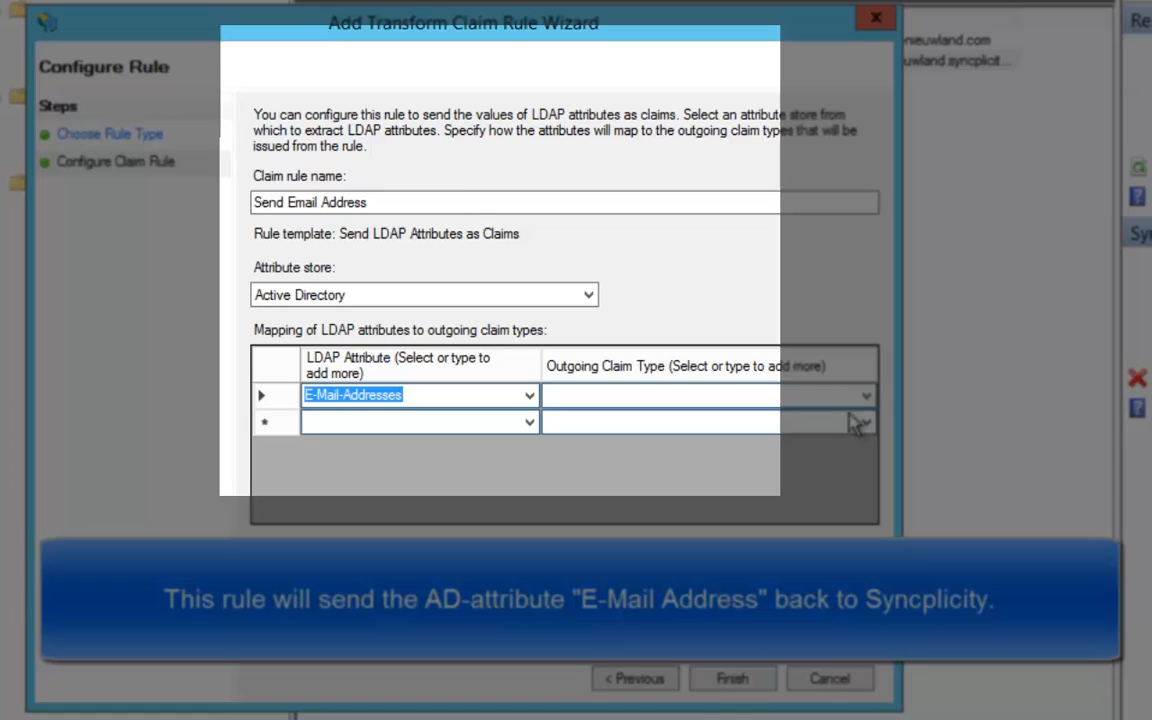 Add Transform Claim Rule Wizard
x
Re
Configure Rule
nieuwland.com
uwland.syncplicit...
Steps
Choose Rule Type
Configure Claim Rule
You can configure this rule to send the values of LDAP attributes as claims. Select an attribute store from
which to extract LDAP attributes. Specify how the attributes will map to the outgoing claim types that will be
issued from the rule.
Claim rule name:
Send Email Address
Rule template: Send LDAP Attributes as Claims
Syn
Attribute store:
Active Directory
Mapping of LDAP attributes to outgoing claim types:
LDAP Attribute (Select or type to
add more)
Outgoing Claim Type (Select or type to add more)
E-Mail-Addresses
*
This rule will send the AD-attribute "E-Mail Address" back to Syncplicity.
< Previous
Finish
Cancel